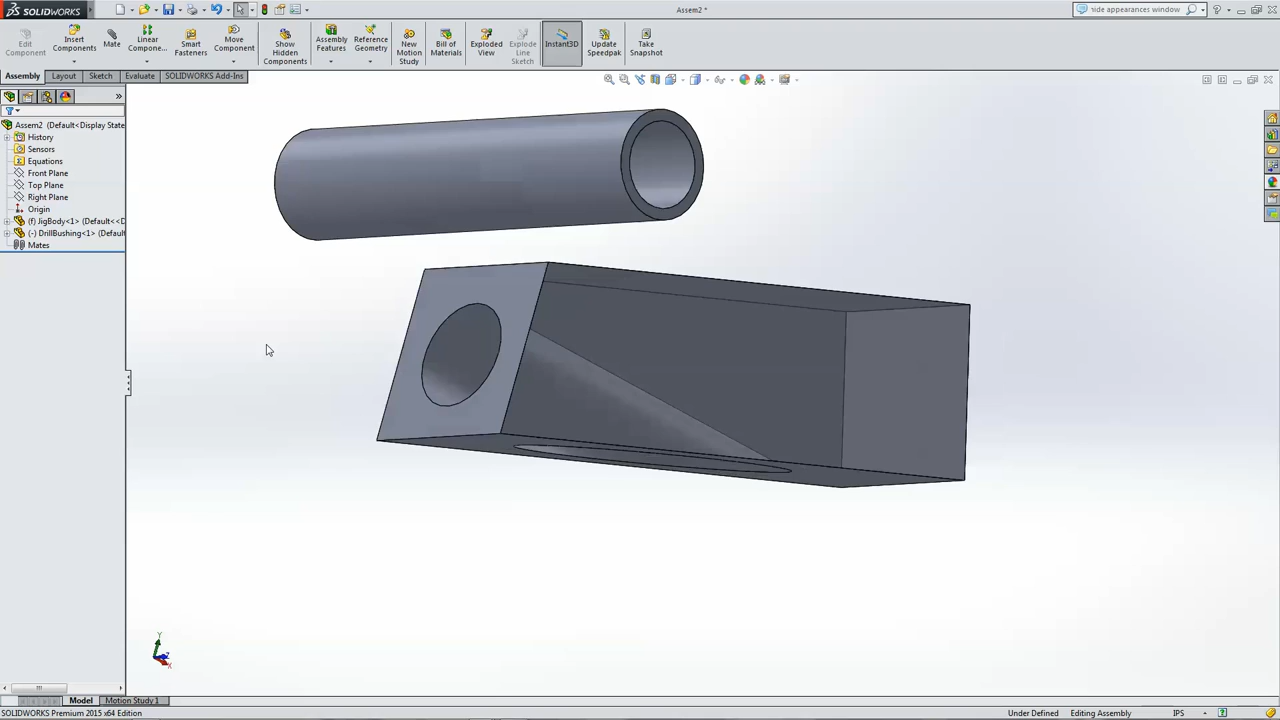 SOLIDWORKS
Assem2 *
side appearances window
Edit Component
Insert Components
Mate
Linear Compone...
Smart Fasteners
Move Component
Show Hidden Components
Assembly Features
Reference Geometry
New Motion Study
Bill of Materials
Exploded View
Explode Line Sketch
Instant3D
Update Speedpak
Take Snapshot
Assembly
Layout
Sketch
Evaluate
SOLIDWORKS Add-Ins
Assem2 (Default<Display State
History
Sensors
Equations
Front Plane
Top Plane
Right Plane
Origin
(f) JigBody<1> (Default<<D
(-) DrillBushing<1> (Defaul
Mates
Y
Z
X
Model
Motion Study 1
SOLIDWORKS Premium 2015 x64 Edition
Under Defined
Editing Assembly
IPS